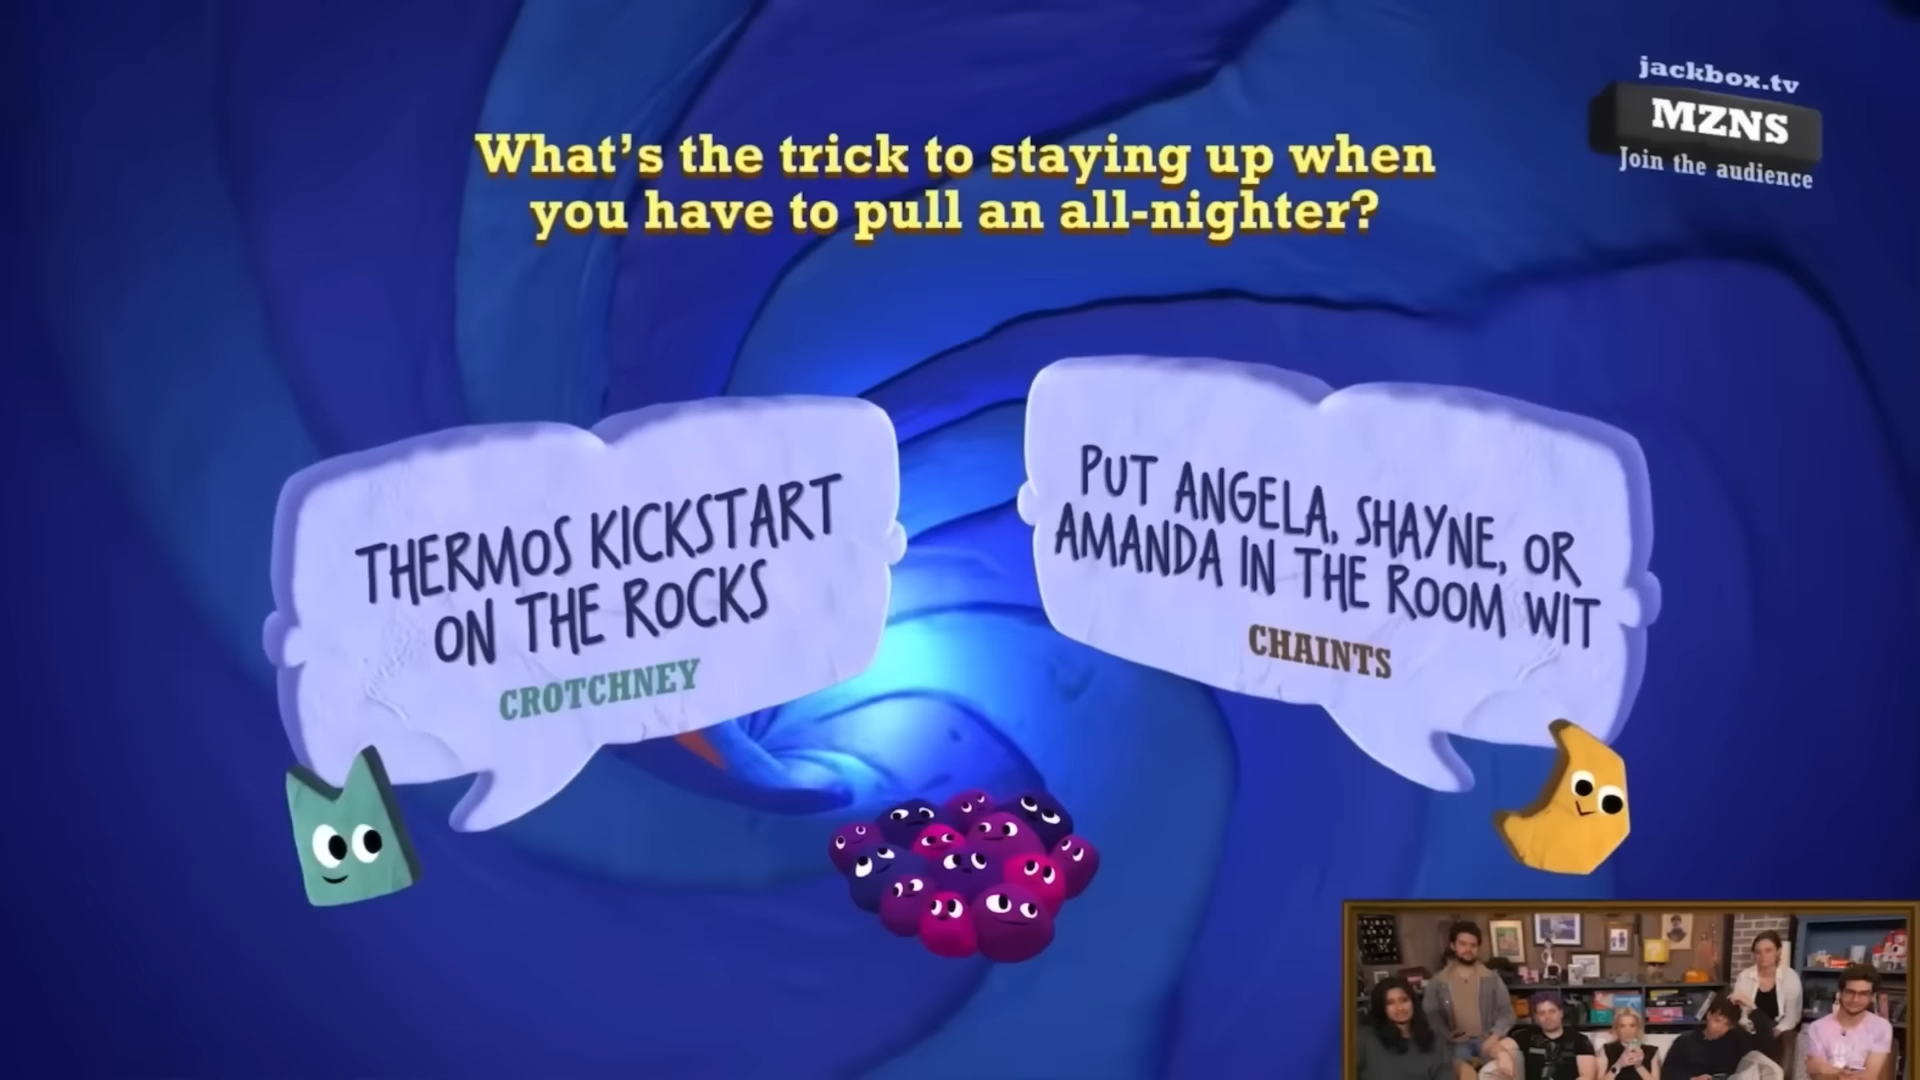 jackbox.tv
MZNS
Join the audience
What's the trick to staying up when
you have to pull an all-nighter?
THERMOS KICKSTART
ON THE ROCKS
CROTCHNEY
PUT ANGELA, SHAYNE, OR
AMANDA IN THE ROOM WIT
CHAINTS